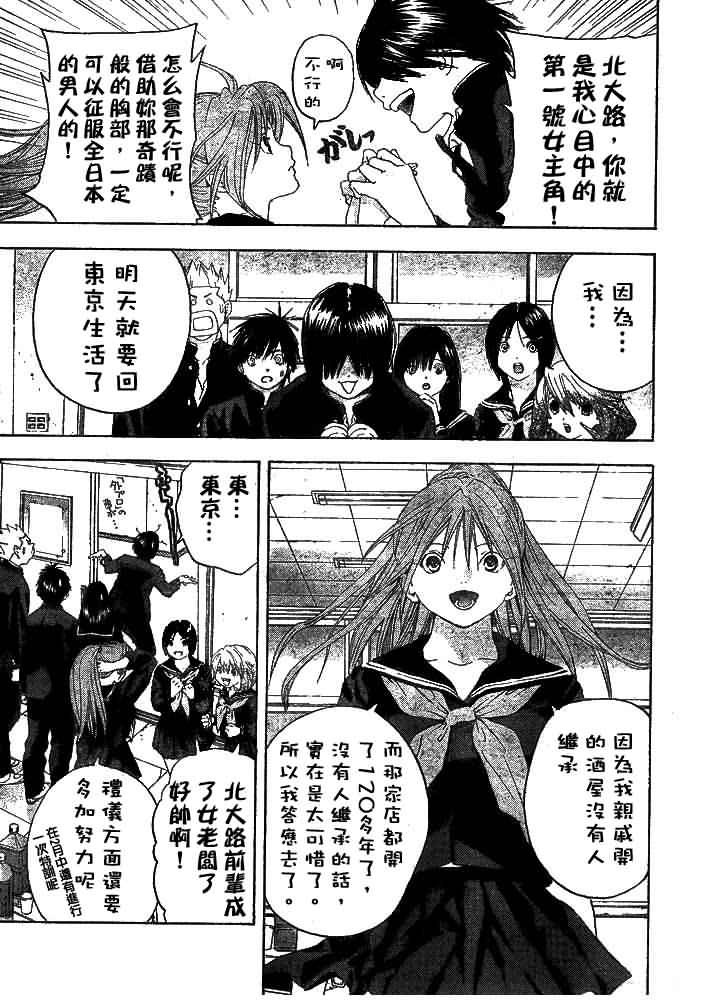 北大路，你就
是我心目中的
第一號女主角！
啊
不行的
がしっ
怎么會不行呢，
借助妳那奇蹟
般的胸部，一定
可以征服全日本
的男人的！
因為…
我…
明天就要回
東京生活了
因為我親戚開
的酒屋沒有人
繼承
而那家店都開
了120多年了，
沒有人繼承的話，
實在是太可惜了。
所以我答應去了。
東…
東京…
北大路前輩成
了女老闆了
好帥啊！
禮儀方面還要
多加努力呢
在2月中還有進行
一次特訓呢